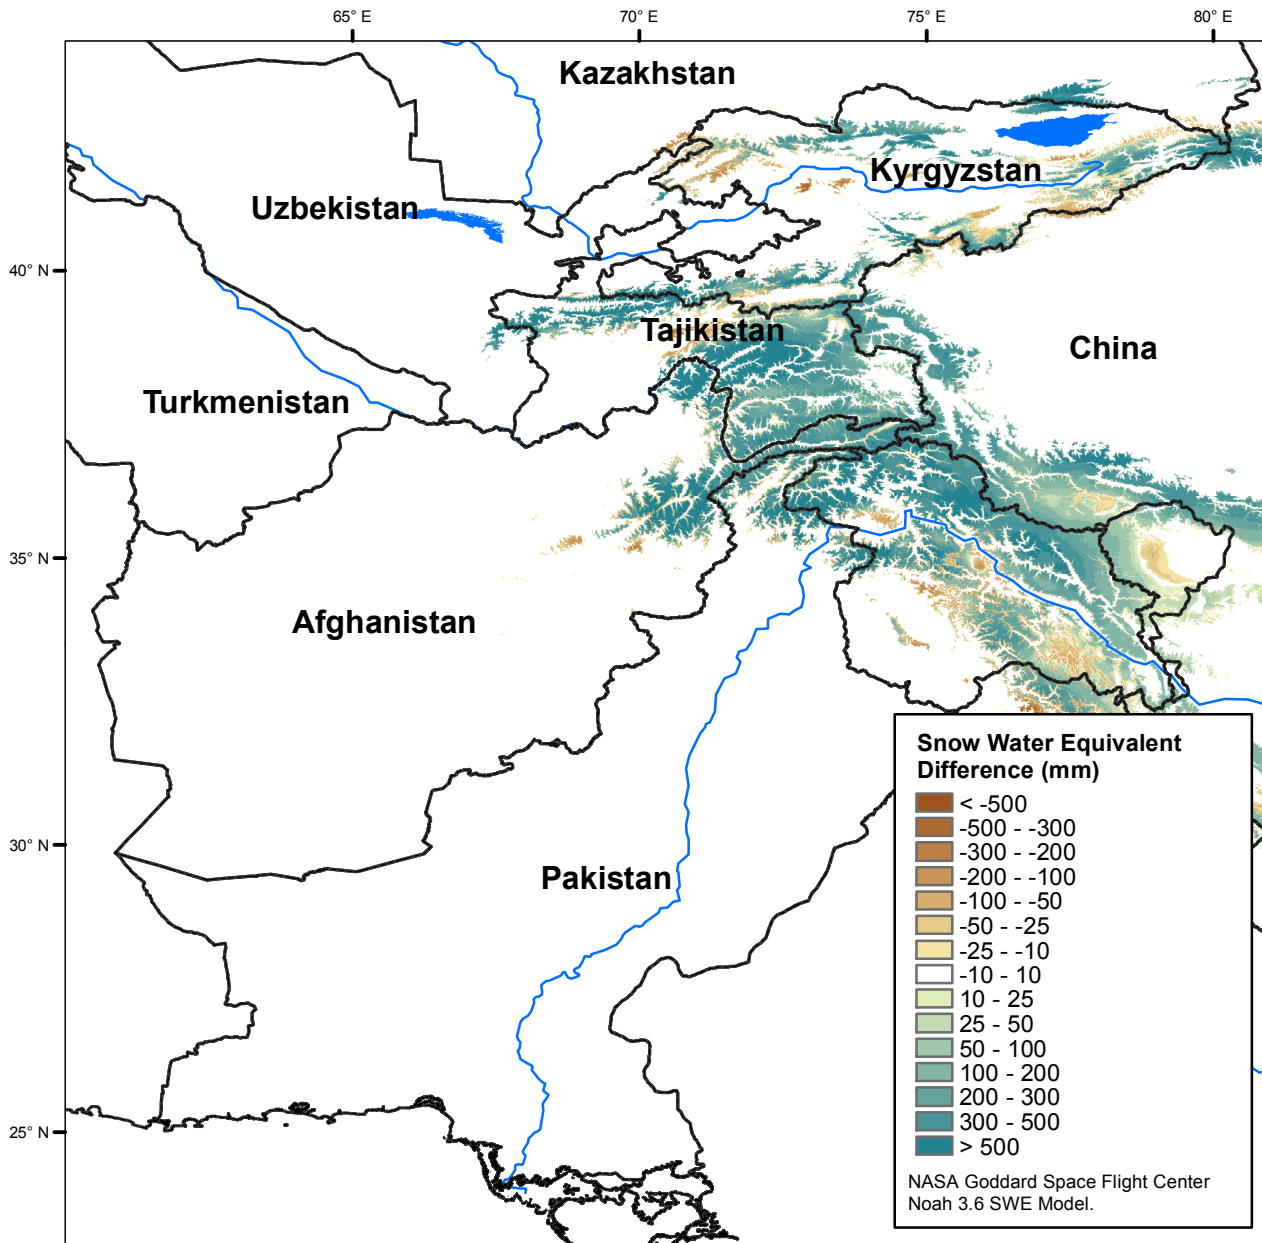 65° E
70° E
75° E
80° E
Kazakhstan
Kyrgyzstan
Uzbekistan
40° N
Tajikistan
China
Turkmenistan
35° N
Afghanistan
30° N
Pakistan
25° N
Snow Water Equivalent
Difference (mm)
< -500
-500 - -300
-300 - -200
-200 - -100
-100 - -50
-50 - -25
-25 - -10
-10 - 10
10 - 25
25 - 50
50 - 100
100 - 200
200 - 300
300 - 500
> 500
NASA Goddard Space Flight Center
Noah 3.6 SWE Model.